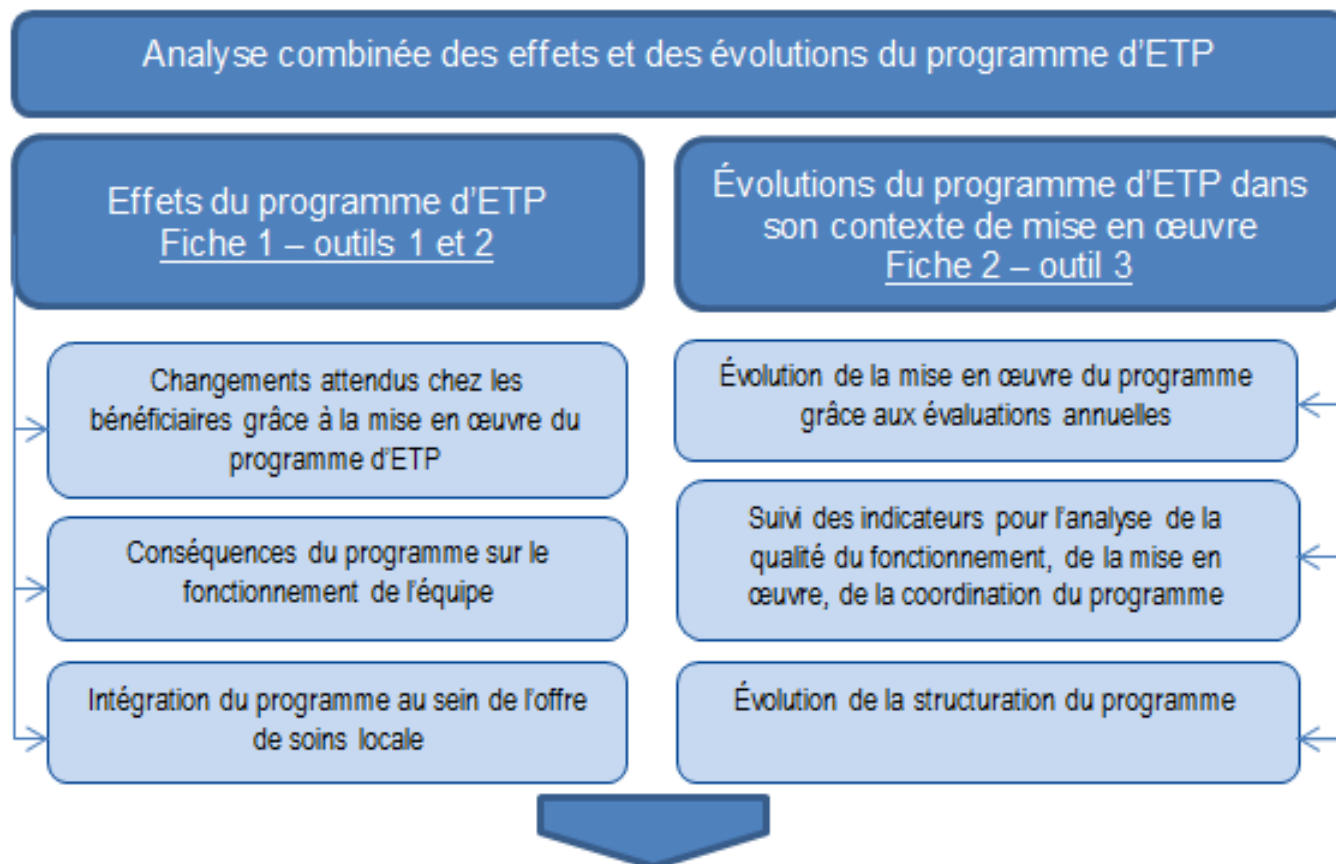 Analyse combinée des effets et des évolutions du programme d’ETP
Effets du programme d’ETP
Fiche 1 – outils 1 et 2
Changements attendus chez les
bénéficiaires grâce à la mise en œuvre du
programme d’ETP
Conséquences du programme sur le
fonctionnement de l’équipe
Intégration du programme au sein de l’offre
de soins locale
Évolutions du programme d’ETP dans
son contexte de mise en œuvre
Fiche 2 – outil 3
Évolution de la mise en œuvre du programme
grâce aux évaluations annuelles
Suivi des indicateurs pour l’analyse de la
qualité du fonctionnement, de la mise en
œuvre, de la coordination du programme
Évolution de la structuration du programme